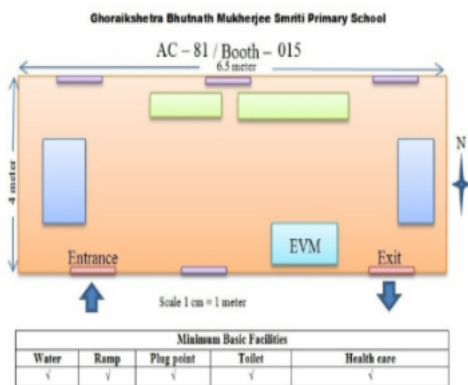 Ghoraikshetra Bhutnath Mukherjee Smriti Primary School
AC – 81 / Booth – 015
6.5 meter
4 meter
N
EVM
Entrance
Exit
Scale 1 cm = 1 meter
Minimum Basic Facilities
Water Ramp Plug point Toilet Health care
√ √ √ √ √